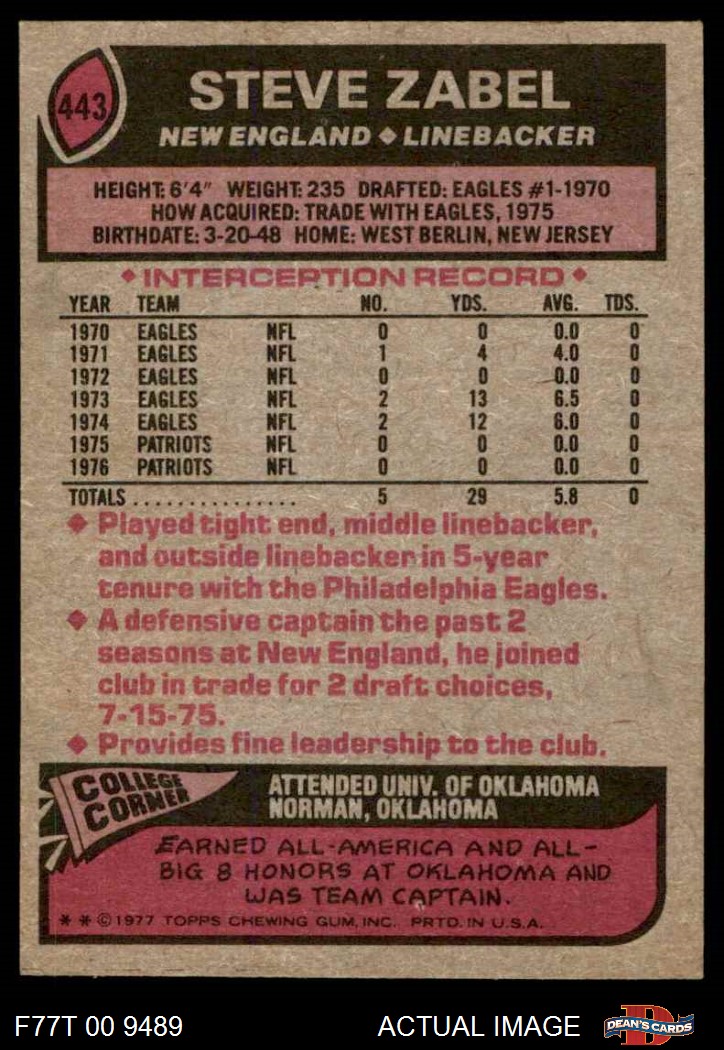 443
STEVE ZABEL
NEW ENGLAND ◆ LINEBACKER
HEIGHT: 6'4" WEIGHT: 235 DRAFTED: EAGLES #1-1970
HOW ACQUIRED: TRADE WITH EAGLES, 1975
BIRTHDATE: 3-20-48 HOME: WEST BERLIN, NEW JERSEY
◆ INTERCEPTION RECORD ◆
YEAR TEAM NO. YDS. AVG. TDS.
1970 EAGLES NFL 0 0 0.0 0
1971 EAGLES NFL 1 4 4.0 0
1972 EAGLES NFL 0 0 0.0 0
1973 EAGLES NFL 2 13 6.5 0
1974 EAGLES NFL 2 12 6.0 0
1975 PATRIOTS NFL 0 0 0.0 0
1976 PATRIOTS NFL 0 0 0.0 0
TOTALS ................ 5 29 5.8 0
◆ Played tight end, middle linebacker,
and outside linebacker in 5-year
tenure with the Philadelphia Eagles.
◆ A defensive captain the past 2
seasons at New England, he joined
club in trade for 2 draft choices,
7-15-75.
◆ Provides fine leadership to the club.
COLLEGE
CORNER
ATTENDED UNIV. OF OKLAHOMA
NORMAN, OKLAHOMA
EARNED ALL-AMERICA AND ALL-
BIG 8 HONORS AT OKLAHOMA AND
WAS TEAM CAPTAIN.
* * © 1977 TOPPS CHEWING GUM, INC. PRTD. IN U.S.A.
F77T 00 9489
ACTUAL IMAGE
D
DEAN'S CARDS